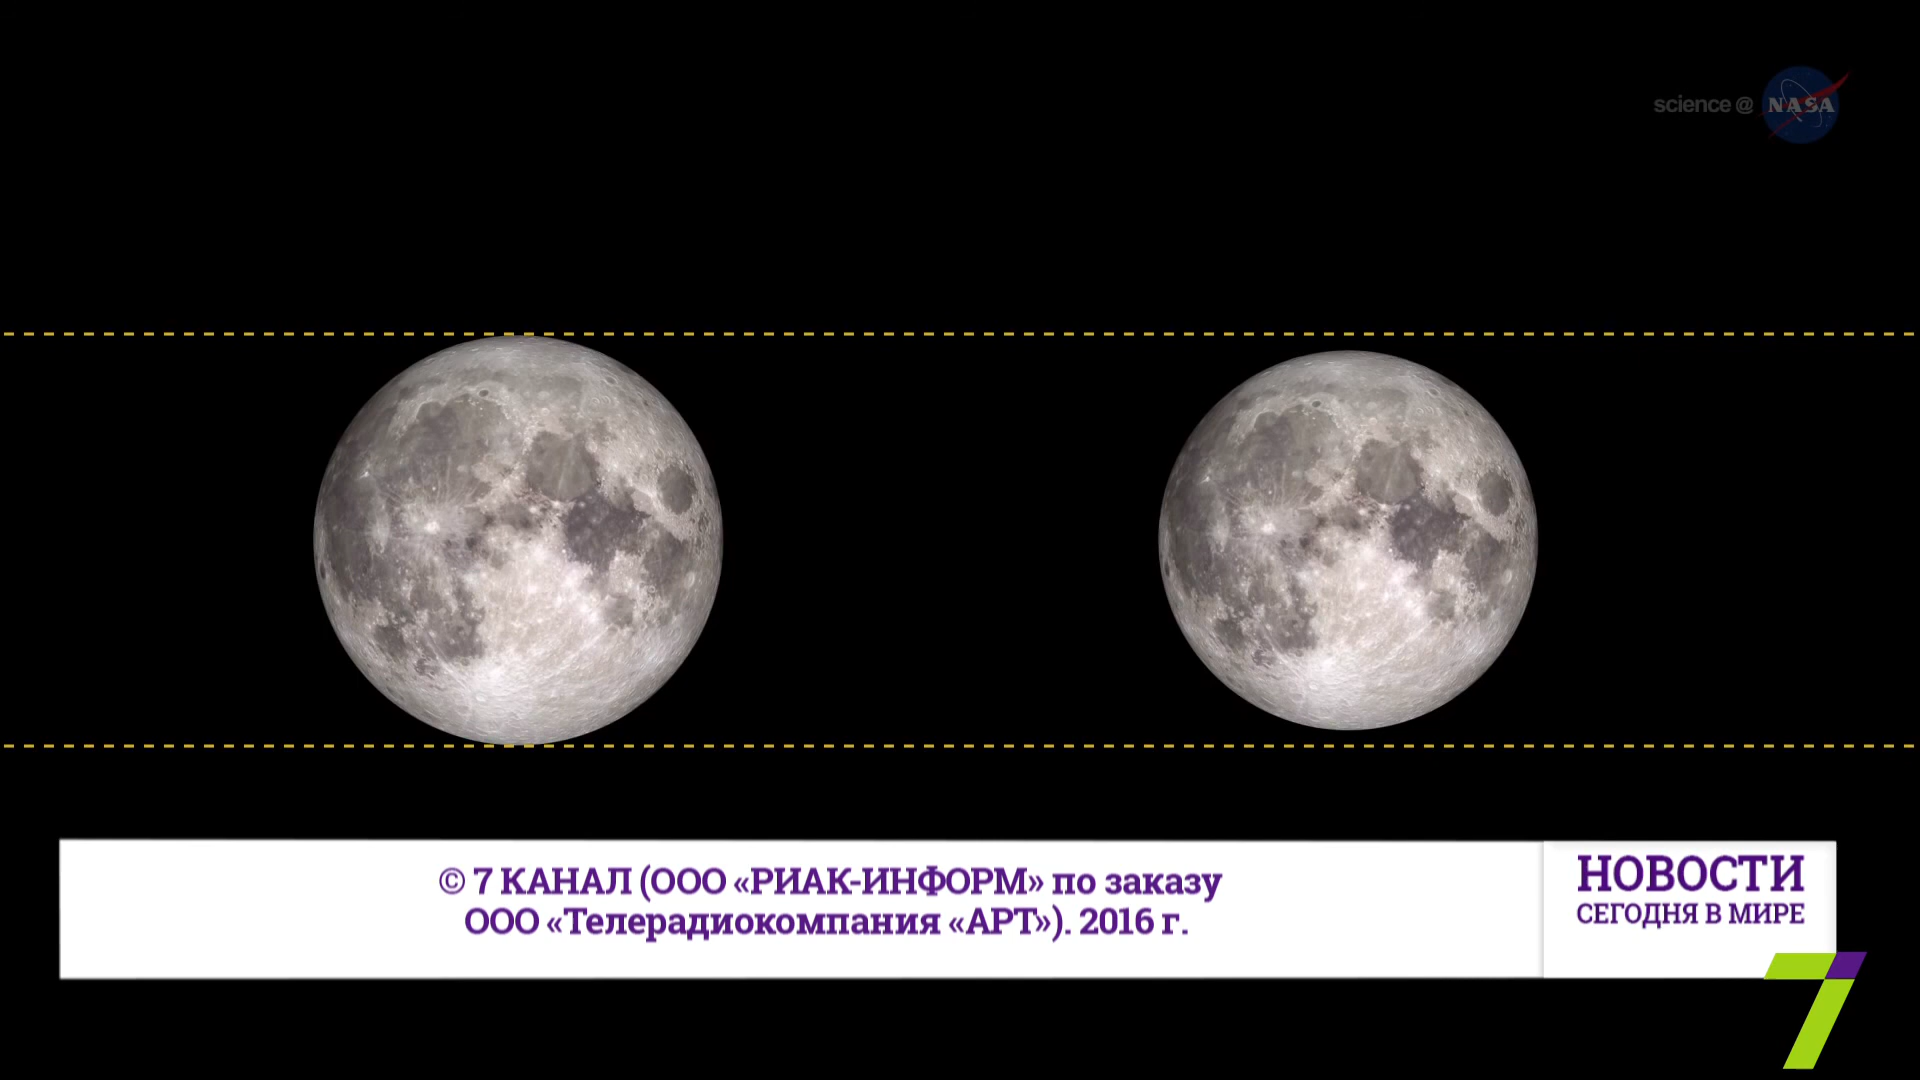 science @ NASA
© 7 КАНАЛ (ООО «РИАК-ИНФОРМ» по заказу
ООО «Телерадиокомпания «АРТ»). 2016 г.
НОВОСТИ
СЕГОДНЯ В МИРЕ
7